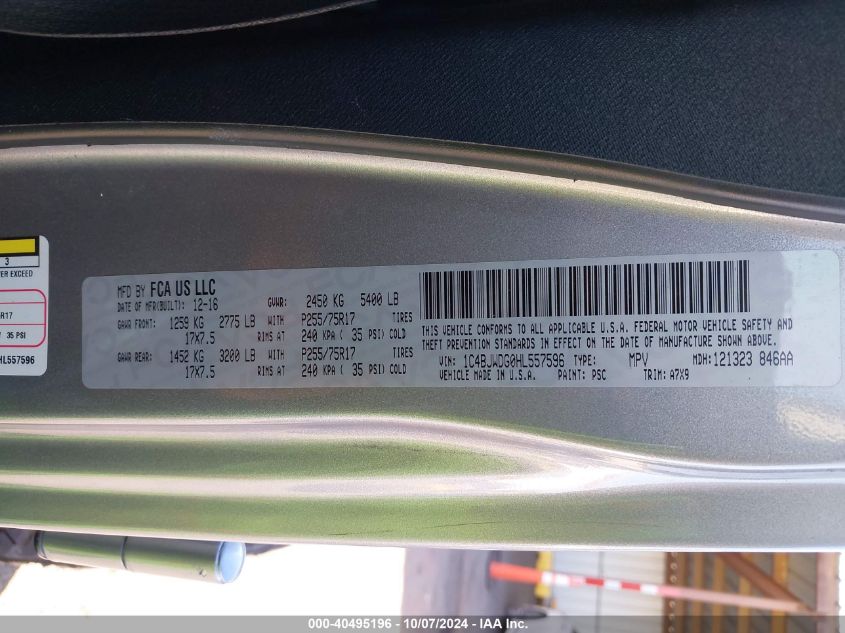 3
VER EXCEED
5R17
35 PSI
HL557596
MFD BY FCA US LLC
DATE OF MFR(BUILT): 12-16 GVWR: 2450 KG 5400 LB
GAWR FRONT: 1259 KG 2775 LB WITH P255/75R17 TIRES
17X7.5 RIMS AT 240 KPA ( 35 PSI) COLD
GAWR REAR: 1452 KG 3200 LB WITH P255/75R17 TIRES
17X7.5 RIMS AT 240 KPA ( 35 PSI) COLD
THIS VEHICLE CONFORMS TO ALL APPLICABLE U.S.A. FEDERAL MOTOR VEHICLE SAFETY AND
THEFT PREVENTION STANDARDS IN EFFECT ON THE DATE OF MANUFACTURE SHOWN ABOVE.
VIN: 1C4BJWDG0HL557596 TYPE: MPV MDH: 121323 846AA
VEHICLE MADE IN U.S.A. PAINT: PSC TRIM: A7X9
000-40495196 - 10/07/2024 - IAA Inc.